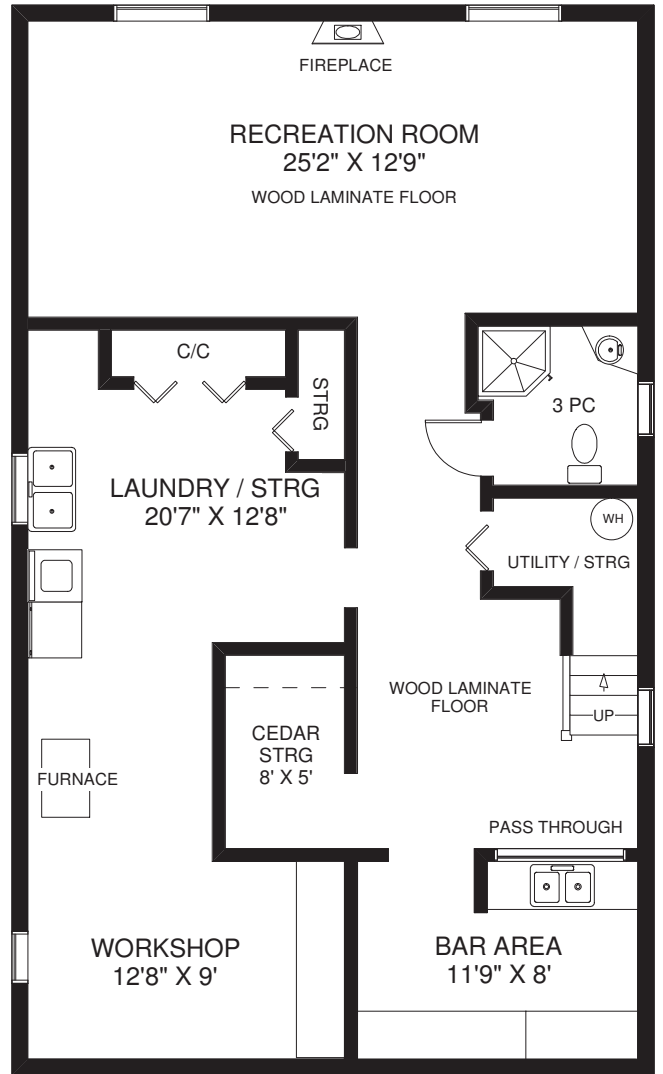 FIREPLACE
RECREATION ROOM
25'2" X 12'9"
WOOD LAMINATE FLOOR
C/C
STRG
3 PC
LAUNDRY / STRG
20'7" X 12'8"
WH
UTILITY / STRG
WOOD LAMINATE
FLOOR
UP
CEDAR
STRG
8' X 5'
FURNACE
PASS THROUGH
WORKSHOP
12'8" X 9'
BAR AREA
11'9" X 8'